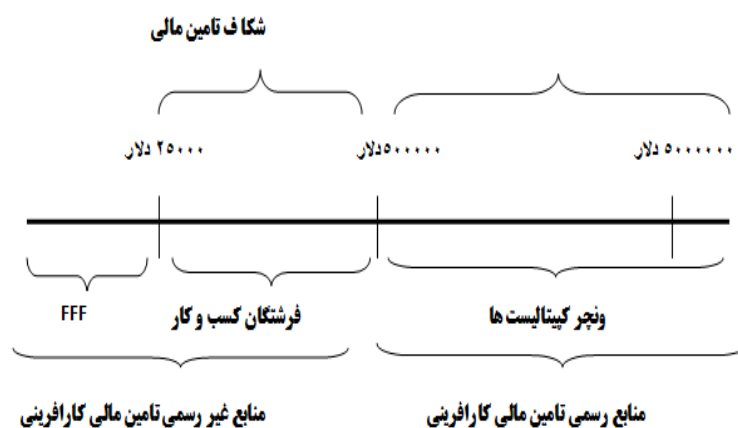 شکاف تامین مالی
۲۵۰۰۰ دلار
۵۰۰۰۰۰دلار
۵۰۰۰۰۰۰ دلار
FFF
فرشتگان کسب و کار
ونچر کپیتالیست ها
منابع غیر رسمی تامین مالی کارافرینی
منابع رسمی تامین مالی کارافرینی